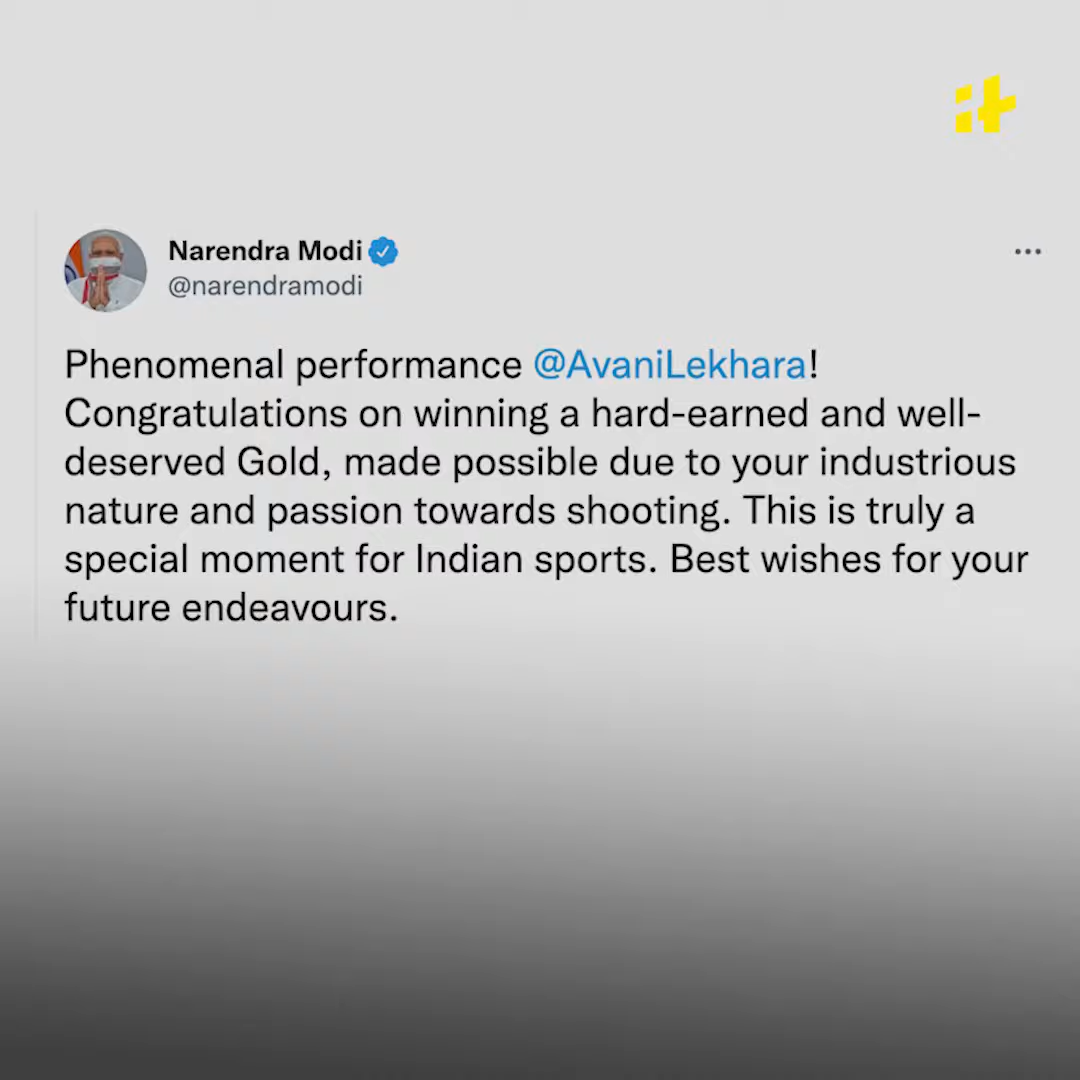 Narendra Modi
@narendramodi
Phenomenal performance @AvaniLekhara!
Congratulations on winning a hard-earned and well-
deserved Gold, made possible due to your industrious
nature and passion towards shooting. This is truly a
special moment for Indian sports. Best wishes for your
future endeavours.